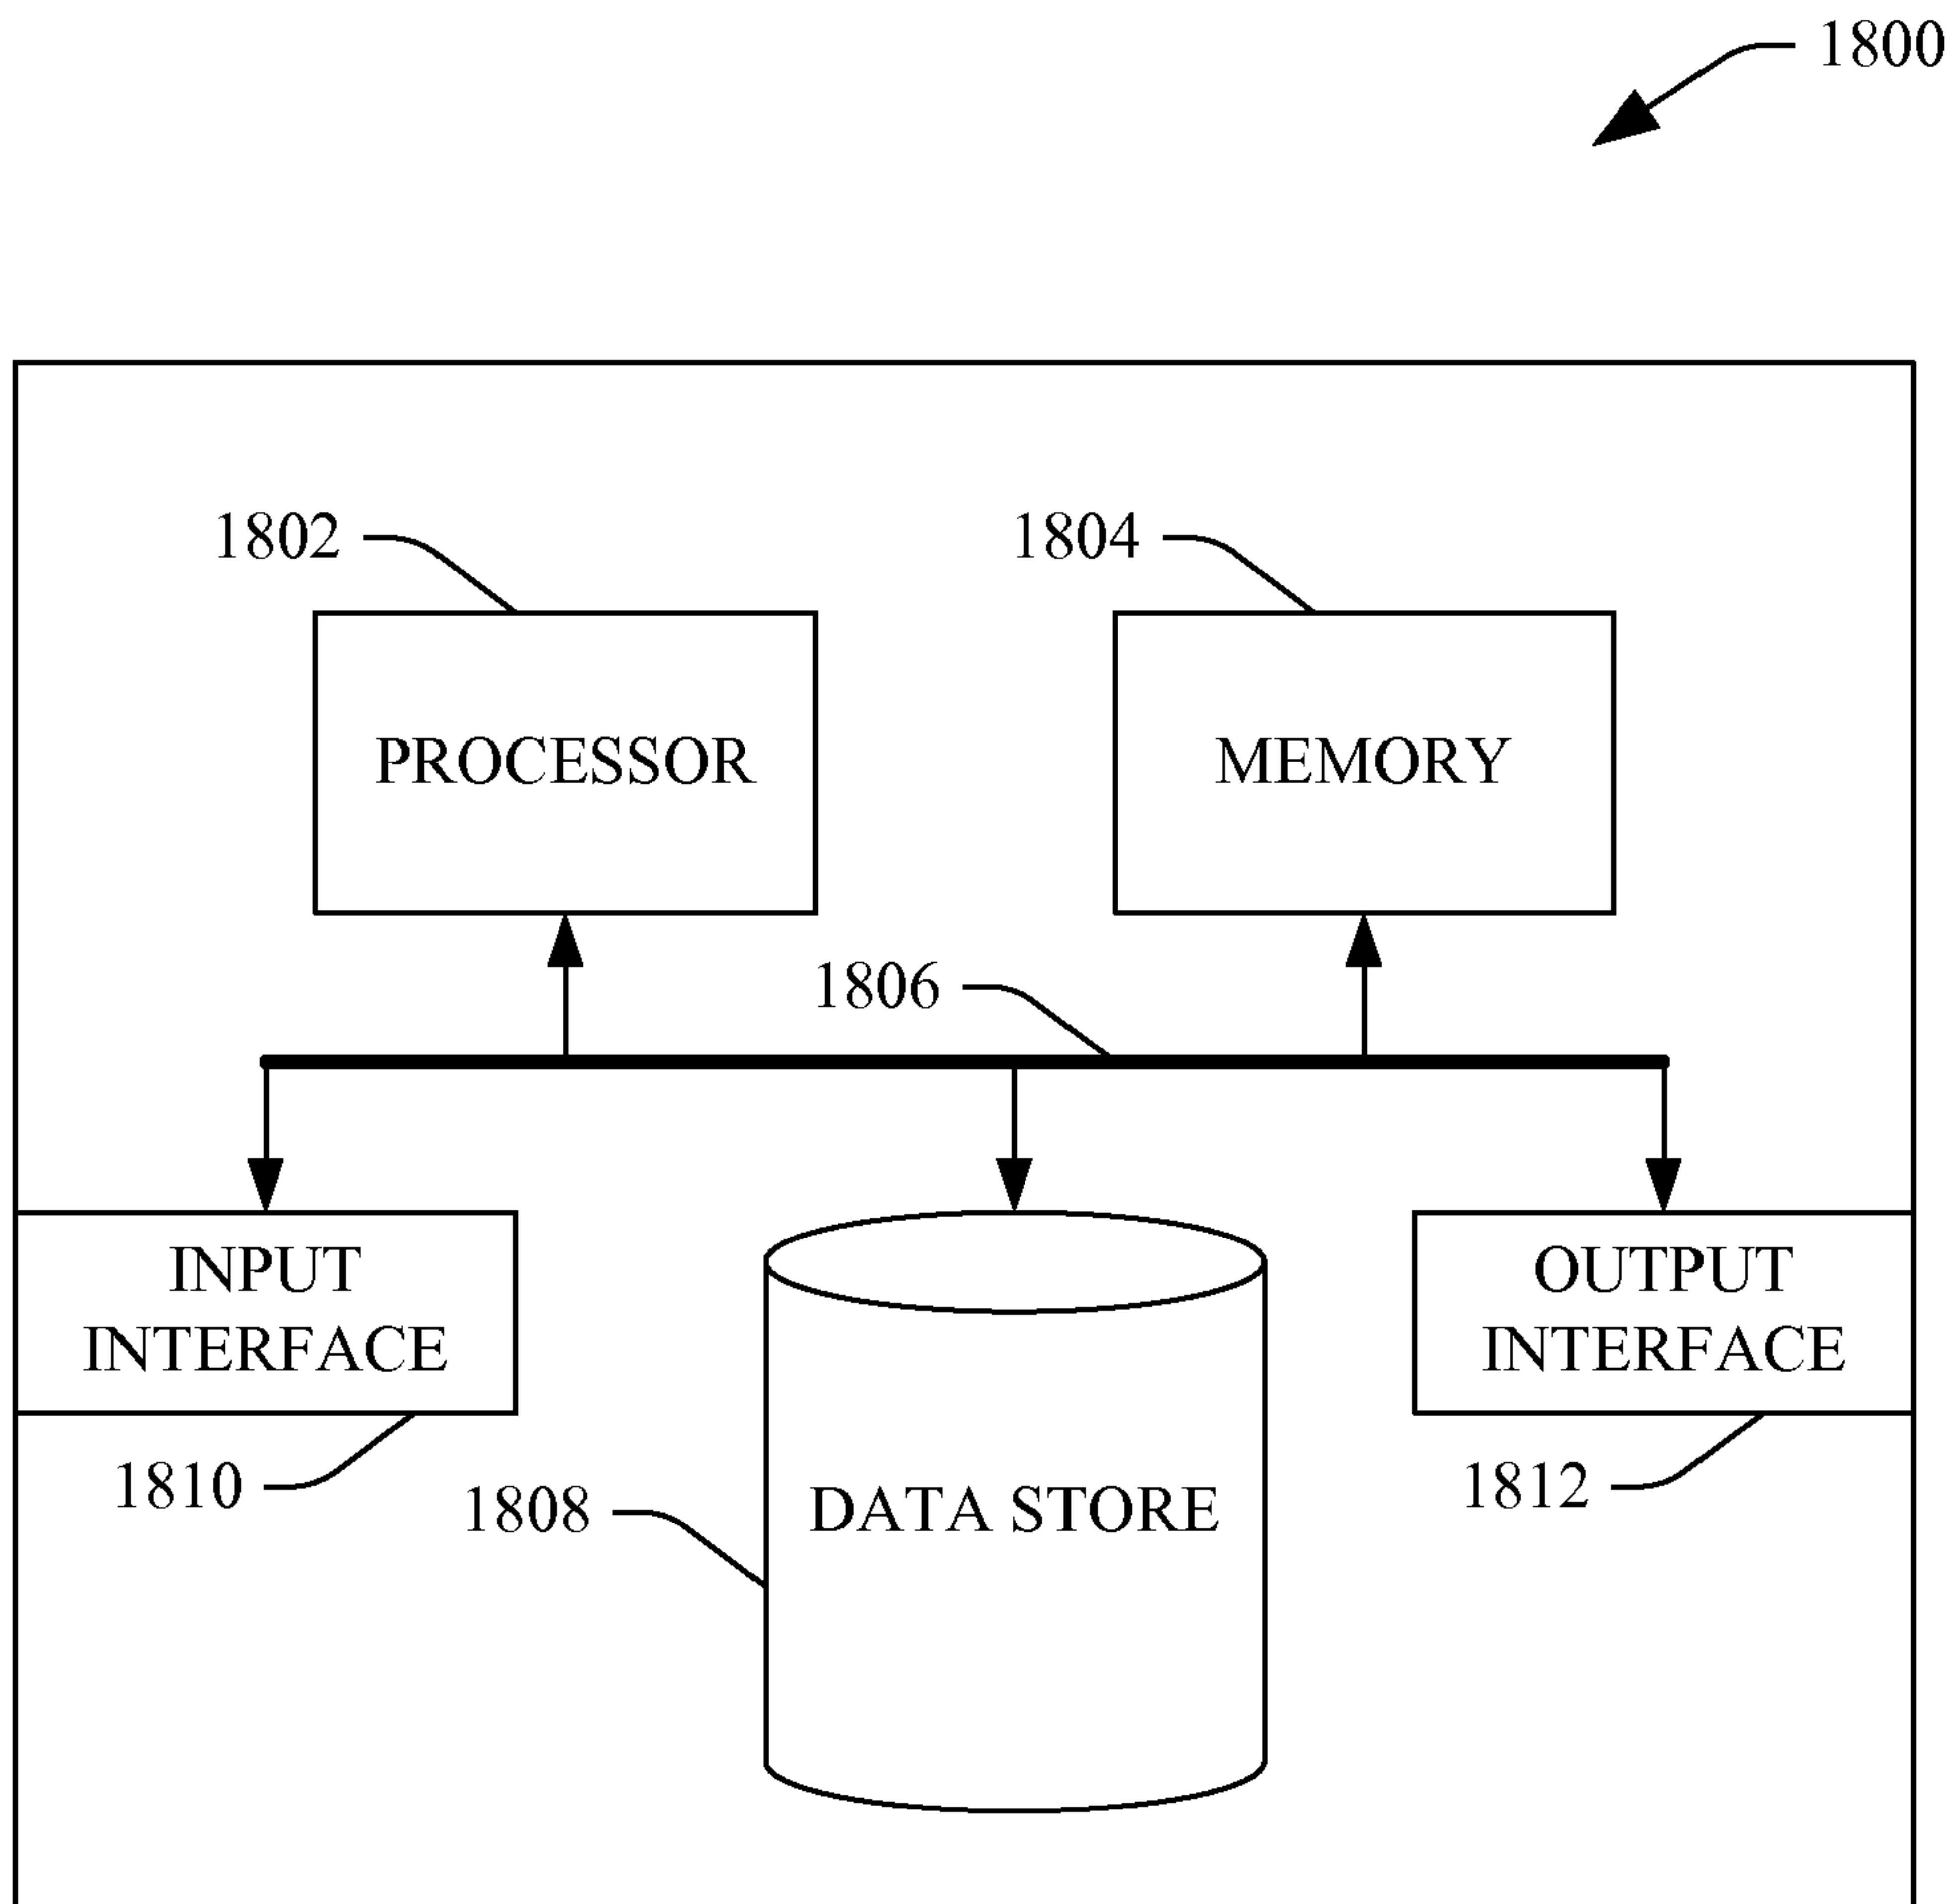 1800
1802
1804
PROCESSOR
MEMORY
1806
INPUT
INTERFACE
OUTPUT
INTERFACE
1810
1808
DATA STORE
1812